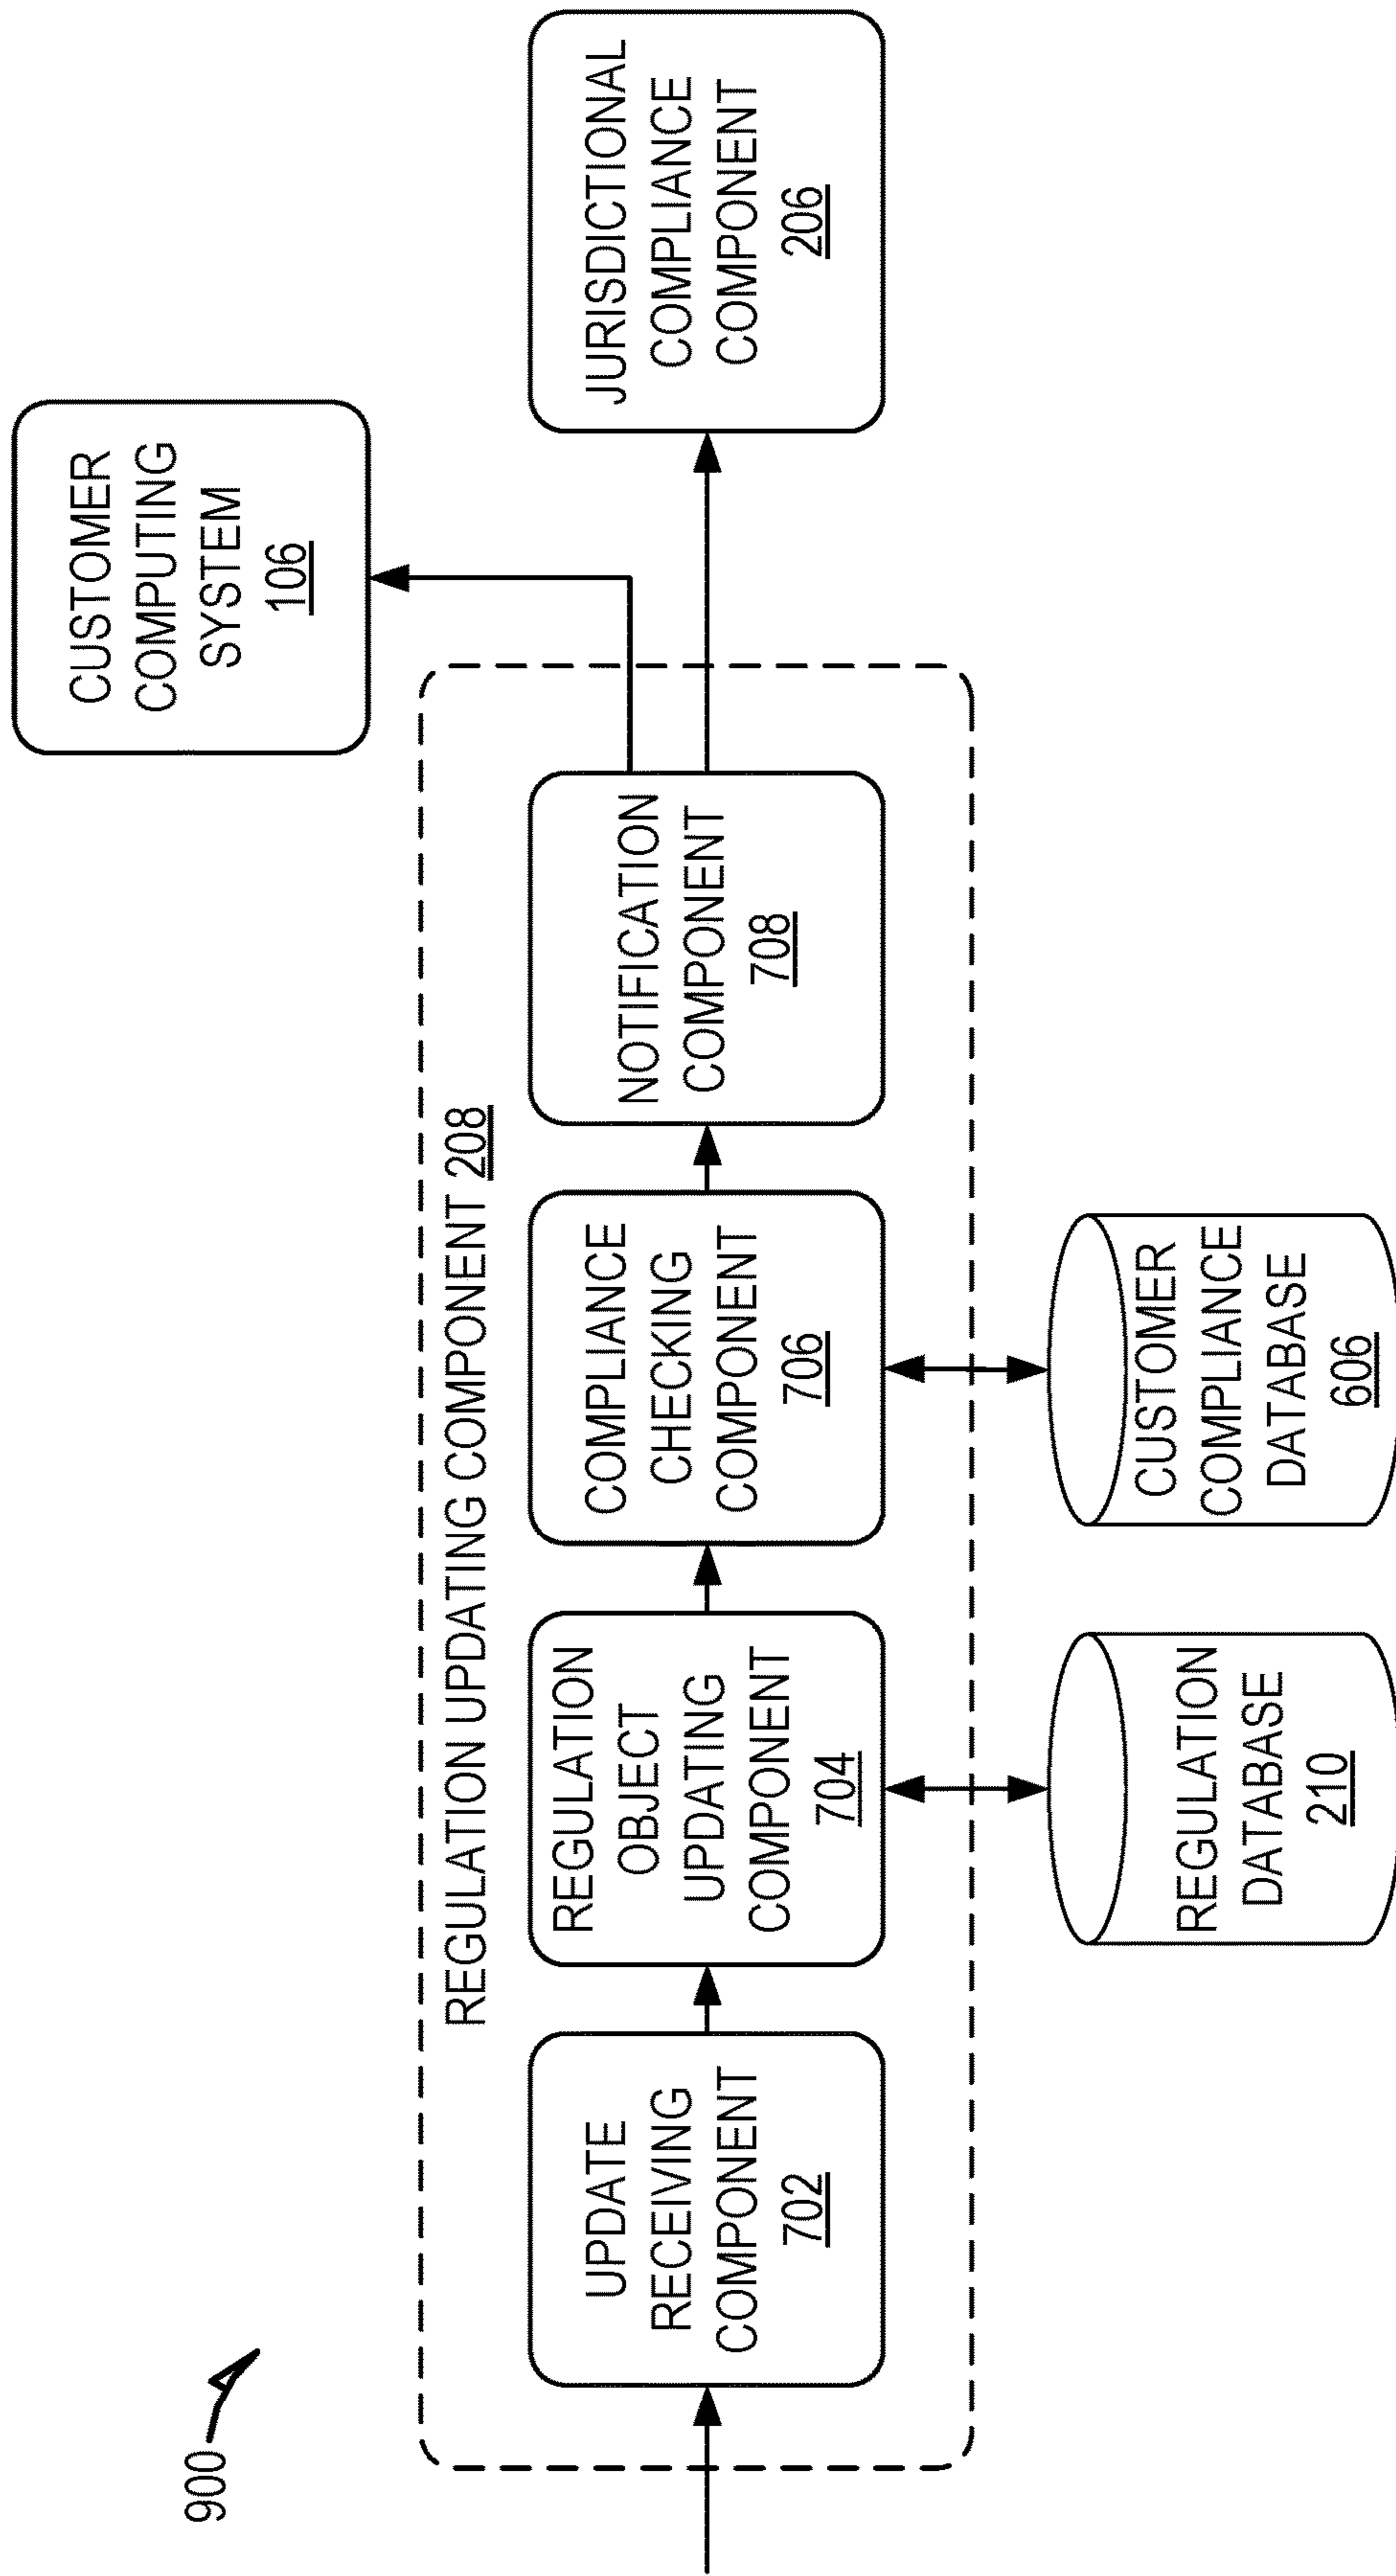 900
CUSTOMER
COMPUTING
SYSTEM
106
REGULATION UPDATING COMPONENT 208
UPDATE
RECEIVING
COMPONENT
702
REGULATION
OBJECT
UPDATING
COMPONENT
704
COMPLIANCE
CHECKING
COMPONENT
706
NOTIFICATION
COMPONENT
708
JURISDICTIONAL
COMPLIANCE
COMPONENT
206
REGULATION
DATABASE
210
CUSTOMER
COMPLIANCE
DATABASE
606